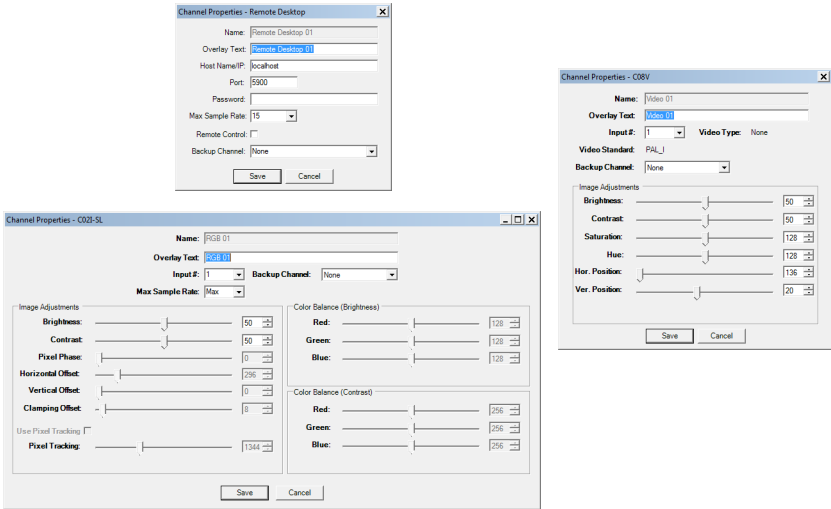 Channel Properties - Remote Desktop
Name: Remote Desktop 01
Overlay Text: Remote Desktop 01
Host Name/IP: localhost
Port: 5900
Password:
Max Sample Rate: 15
Remote Control:
Backup Channel: None
Save Cancel
Channel Properties - C08V
Name: Video 01
Overlay Text: Video 01
Input #: 1 Video Type: None
Video Standard: PAL_I
Backup Channel: None
Image Adjustments
Brightness: 50
Contrast: 50
Saturation: 128
Hue: 128
Hor. Position: 136
Ver. Position: 20
Save Cancel
Channel Properties - C02I-SL
Name: RGB 01
Overlay Text: RGB 01
Input #: 1 Backup Channel: None
Max Sample Rate: Max
Image Adjustments
Brightness: 50
Contrast: 50
Pixel Phase: 0
Horizontal Offset: 296
Vertical Offset: 0
Clamping Offset: 8
Use Pixel Tracking
Pixel Tracking: 1344
Color Balance (Brightness)
Red: 128
Green: 128
Blue: 128
Color Balance (Contrast)
Red: 256
Green: 256
Blue: 256
Save Cancel